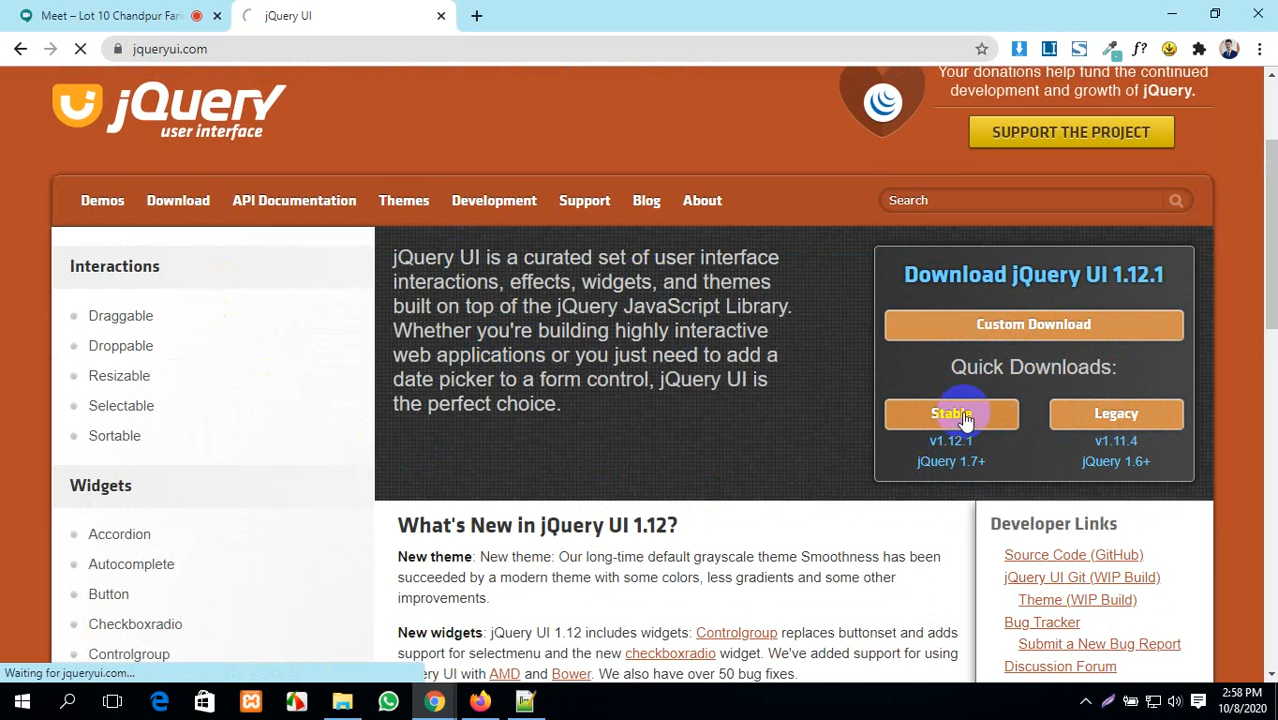 Meet – Lot 10 Chandpur Fari
jQuery UI
jqueryui.com
f?
jQuery
user interface
Your donations help fund the continued
development and growth of jQuery.
SUPPORT THE PROJECT
Demos Download API Documentation Themes Development Support Blog About
Search
Interactions
Draggable
Droppable
Resizable
Selectable
Sortable
Widgets
Accordion
Autocomplete
Button
Checkboxradio
Controlgroup
jQuery UI is a curated set of user interface
interactions, effects, widgets, and themes
built on top of the jQuery JavaScript Library.
Whether you're building highly interactive
web applications or you just need to add a
date picker to a form control, jQuery UI is
the perfect choice.
Download jQuery UI 1.12.1
Custom Download
Quick Downloads:
Stable Legacy
v1.12.1 v1.11.4
jQuery 1.7+ jQuery 1.6+
What's New in jQuery UI 1.12?
New theme: New theme: Our long-time default grayscale theme Smoothness has been
succeeded by a modern theme with some colors, less gradients and some other
improvements.
New widgets: jQuery UI 1.12 includes widgets: Controlgroup replaces buttonset and adds
support for selectmenu and the new checkboxradio widget. We've added support for using
ery UI with AMD and Bower. We also have over 50 bug fixes.
Developer Links
Source Code (GitHub)
jQuery UI Git (WIP Build)
Theme (WIP Build)
Bug Tracker
Submit a New Bug Report
Discussion Forum
Waiting for jqueryui.com...
2:58 PM
10/8/2020